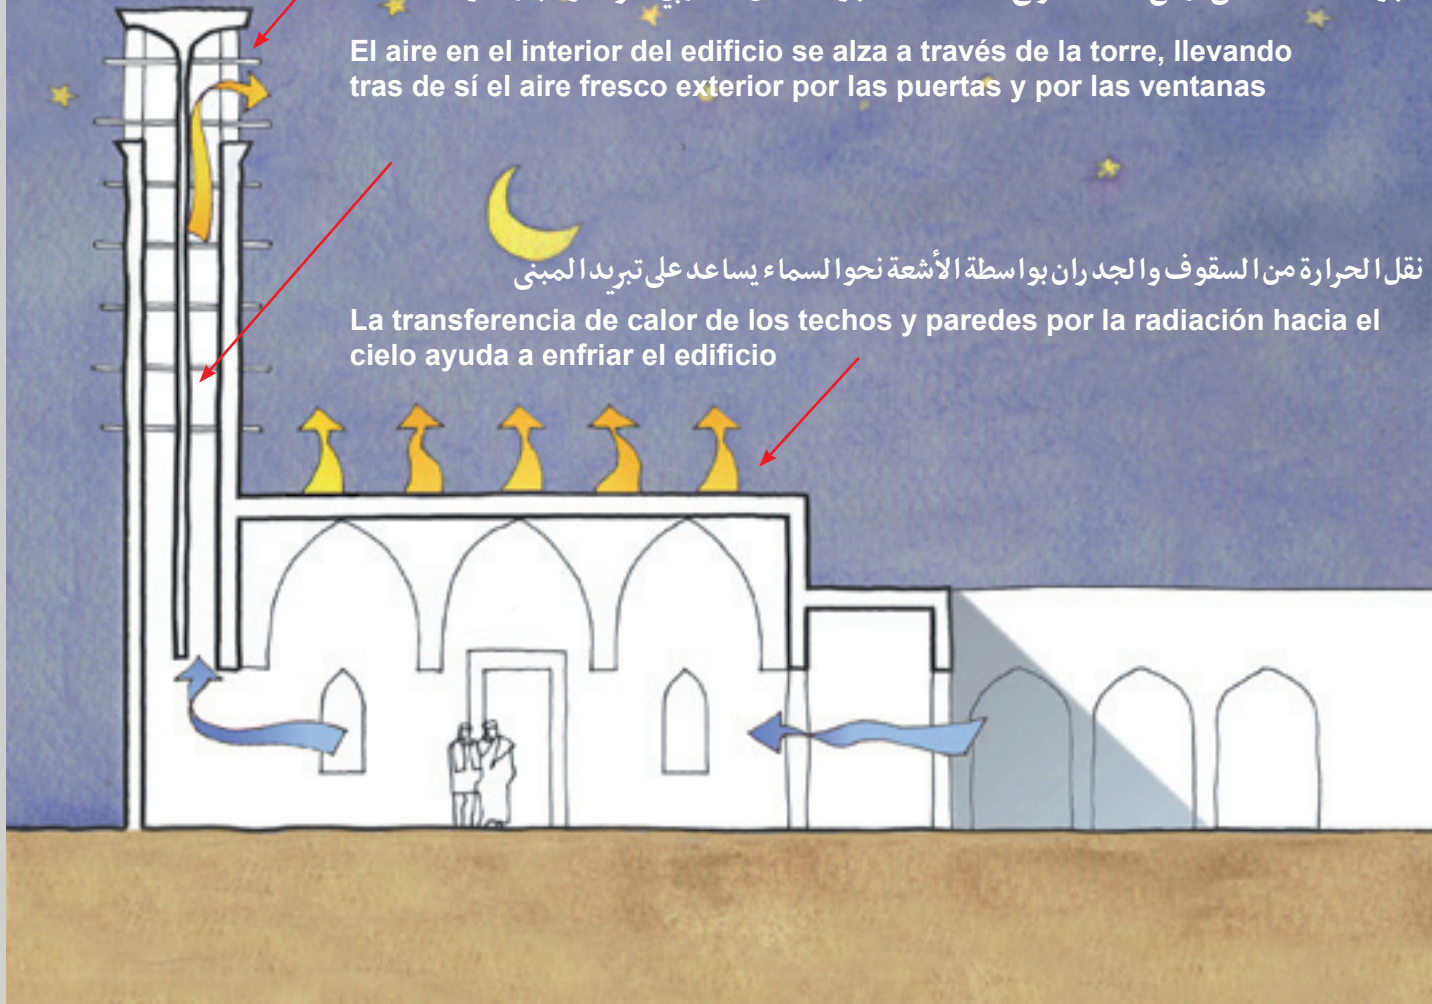 El aire en el interior del edificio se alza a través de la torre, llevando
tras de sí el aire fresco exterior por las puertas y por las ventanas
نقل الحرارة من السقوف والجدران بواسطة الأشعة نحو السماء يساعد على تبريد المبنى
La transferencia de calor de los techos y paredes por la radiación hacia el
cielo ayuda a enfriar el edificio